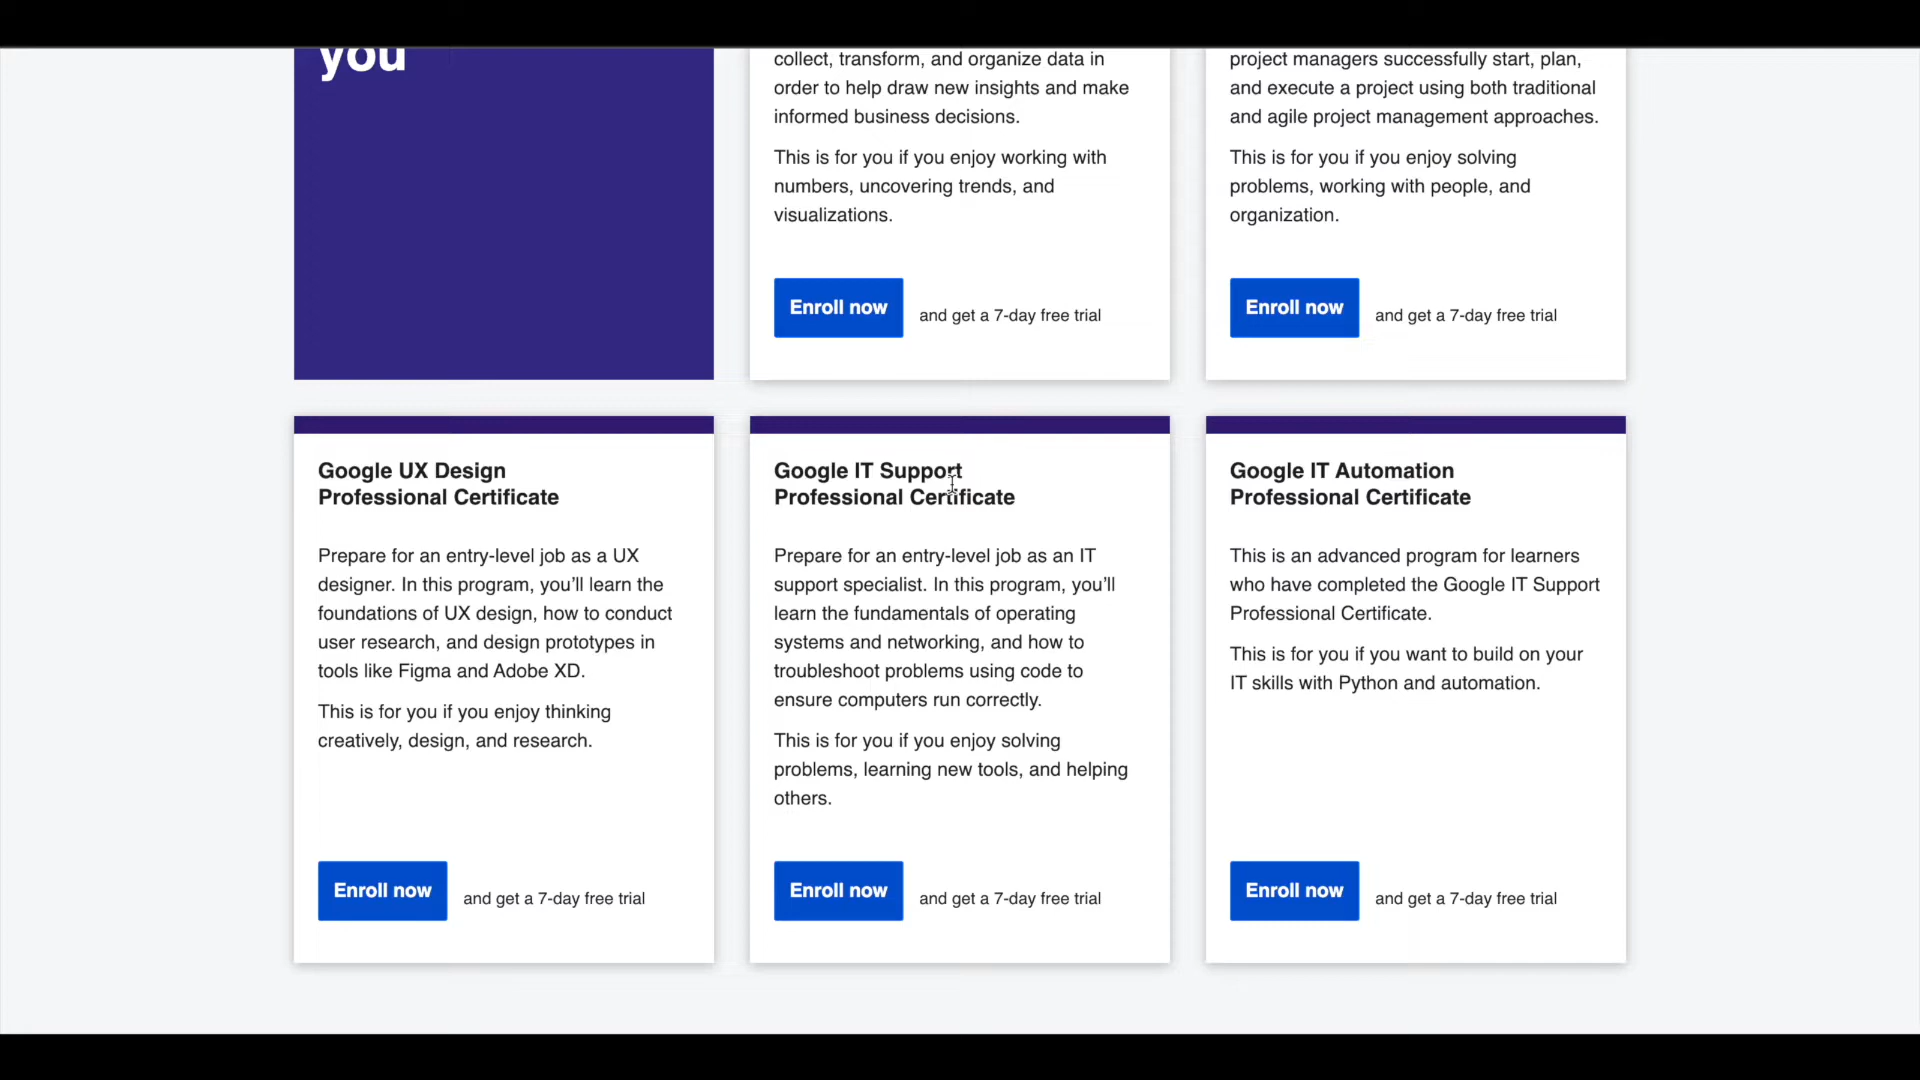 you
collect, transform, and organize data in
order to help draw new insights and make
informed business decisions.
This is for you if you enjoy working with
numbers, uncovering trends, and
visualizations.
Enroll now and get a 7-day free trial
project managers successfully start, plan,
and execute a project using both traditional
and agile project management approaches.
This is for you if you enjoy solving
problems, working with people, and
organization.
Enroll now and get a 7-day free trial
Google UX Design
Professional Certificate
Prepare for an entry-level job as a UX
designer. In this program, you’ll learn the
foundations of UX design, how to conduct
user research, and design prototypes in
tools like Figma and Adobe XD.
This is for you if you enjoy thinking
creatively, design, and research.
Enroll now and get a 7-day free trial
Google IT Support
Professional Certificate
Prepare for an entry-level job as an IT
support specialist. In this program, you’ll
learn the fundamentals of operating
systems and networking, and how to
troubleshoot problems using code to
ensure computers run correctly.
This is for you if you enjoy solving
problems, learning new tools, and helping
others.
Enroll now and get a 7-day free trial
Google IT Automation
Professional Certificate
This is an advanced program for learners
who have completed the Google IT Support
Professional Certificate.
This is for you if you want to build on your
IT skills with Python and automation.
Enroll now and get a 7-day free trial